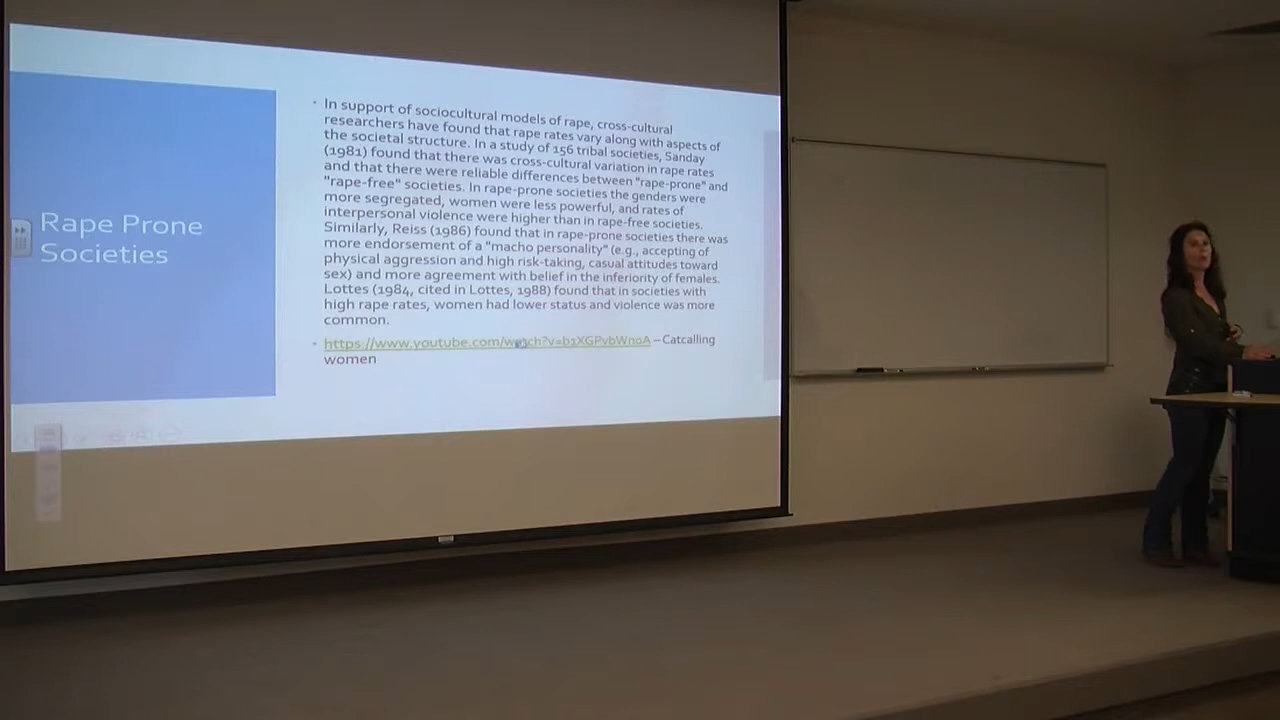 Rape Prone
Societies
In support of sociocultural models of rape, cross-cultural
researchers have found that rape rates vary along with aspects of
the societal structure. In a study of 156 tribal societies, Sanday
(1981) found that there was cross-cultural variation in rape rates
and that there were reliable differences between "rape-prone" and
"rape-free" societies. In rape-prone societies the genders were
more segregated, women were less powerful, and rates of
interpersonal violence were higher than in rape-free societies.
Similarly, Reiss (1986) found that in rape-prone societies there was
more endorsement of a "macho personality" (e.g., accepting of
physical aggression and high risk-taking, casual attitudes toward
sex) and more agreement with belief in the inferiority of females.
Lottes (1984, cited in Lottes, 1988) found that in societies with
high rape rates, women had lower status and violence was more
common.
– Catcalling
women